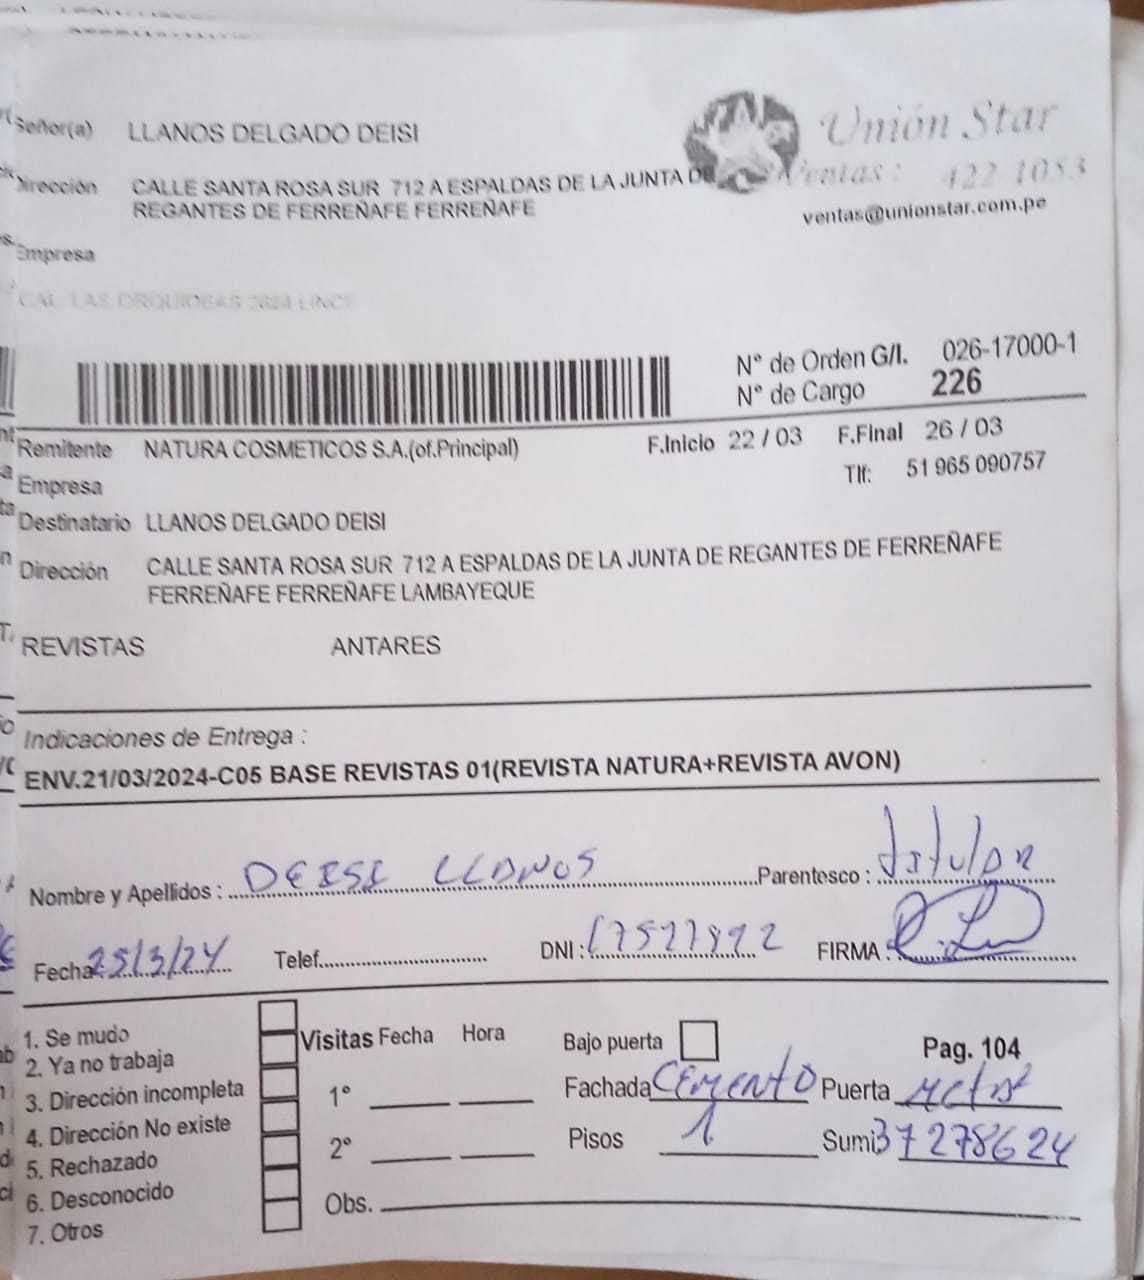 Señor(a) LLANOS DELGADO DEISI
Unión Star
Dirección CALLE SANTA ROSA SUR 712 A ESPALDAS DE LA JUNTA DE
Ventas: 422 1053
REGANTES DE FERREÑAFE FERREÑAFE
ventas@unionstar.com.pe
Empresa
CAL. LAS ORQUIDEAS 2624 LINCE
N° de Orden G/I. 026-17000-1
N° de Cargo 226
Remitente NATURA COSMETICOS S.A.(of.Principal) F.Inicio 22 / 03 F.Final 26 / 03
Empresa Tlf: 51 965 090757
Destinatario LLANOS DELGADO DEISI
Dirección CALLE SANTA ROSA SUR 712 A ESPALDAS DE LA JUNTA DE REGANTES DE FERREÑAFE
FERREÑAFE FERREÑAFE LAMBAYEQUE
REVISTAS ANTARES
Indicaciones de Entrega :
ENV.21/03/2024-C05 BASE REVISTAS 01(REVISTA NATURA+REVISTA AVON)
Nombre y Apellidos : DEISI LLANOS Parentesco : titular
Fecha: 25/3/24 Telef. DNI : 17527892 FIRMA :
1. Se mudo
2. Ya no trabaja
3. Dirección incompleta
4. Dirección No existe
5. Rechazado
6. Desconocido
7. Otros
Visitas Fecha Hora
1°
2°
Obs.
Bajo puerta Pag. 104
Fachada CEMENTO Puerta
Pisos 1 Sumi 37278624